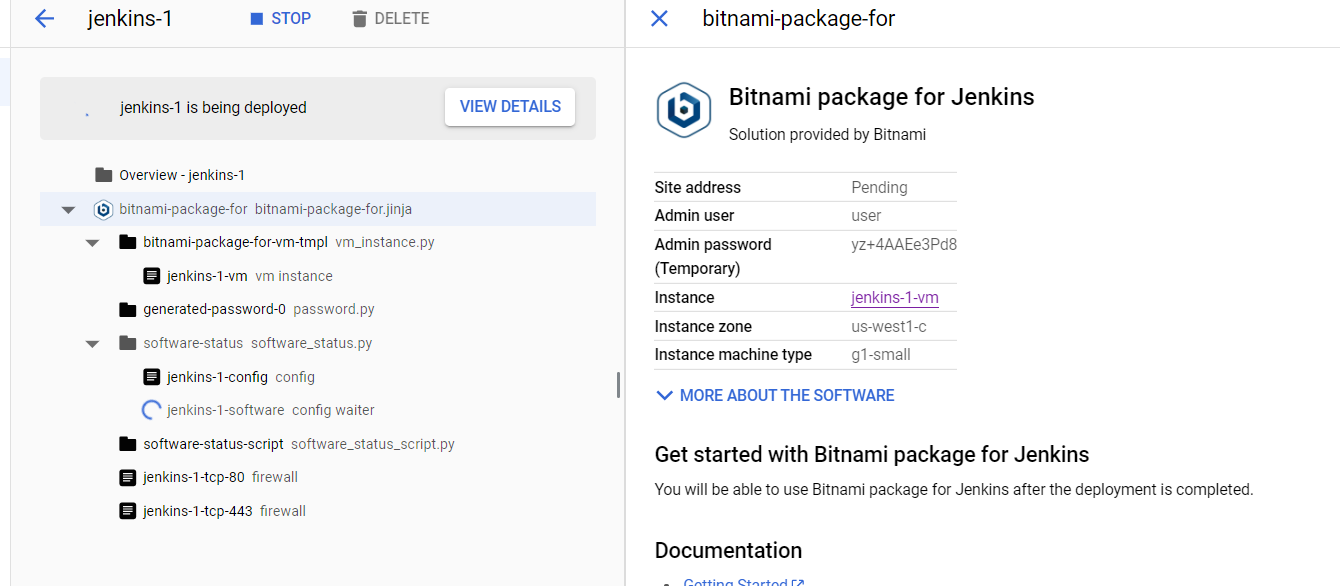 jenkins-1 STOP DELETE
jenkins-1 is being deployed VIEW DETAILS
Overview - jenkins-1
bitnami-package-for bitnami-package-for.jinja
bitnami-package-for-vm-tmpl vm_instance.py
jenkins-1-vm vm instance
generated-password-0 password.py
software-status software_status.py
jenkins-1-config config
jenkins-1-software config waiter
software-status-script software_status_script.py
jenkins-1-tcp-80 firewall
jenkins-1-tcp-443 firewall
bitnami-package-for
Bitnami package for Jenkins
Solution provided by Bitnami
Site address Pending
Admin user user
Admin password yz+4AAEe3Pd8
(Temporary)
Instance jenkins-1-vm
Instance zone us-west1-c
Instance machine type g1-small
MORE ABOUT THE SOFTWARE
Get started with Bitnami package for Jenkins
You will be able to use Bitnami package for Jenkins after the deployment is completed.
Documentation
Getting Started